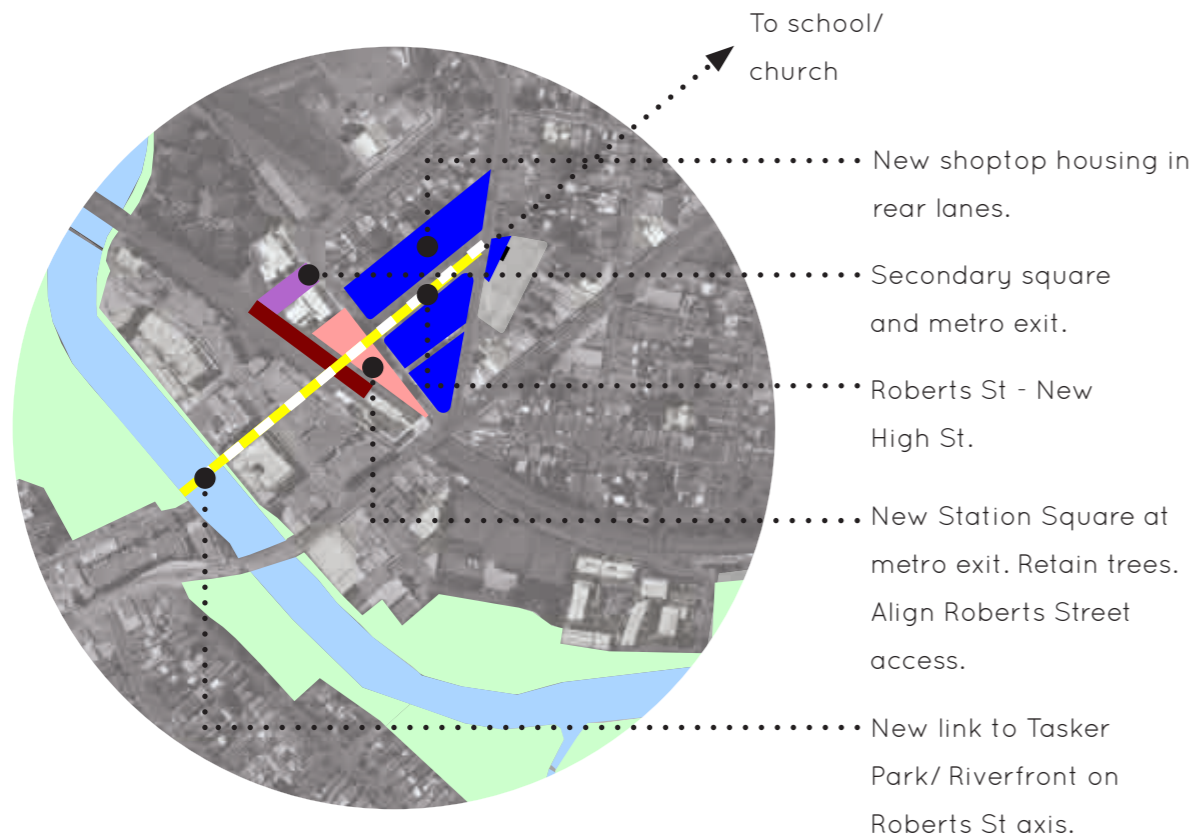 To school/
church
New shoptop housing in
rear lanes.
Secondary square
and metro exit.
Roberts St - New
High St.
New Station Square at
metro exit. Retain trees.
Align Roberts Street
access.
New link to Tasker
Park/ Riverfront on
Roberts St axis.